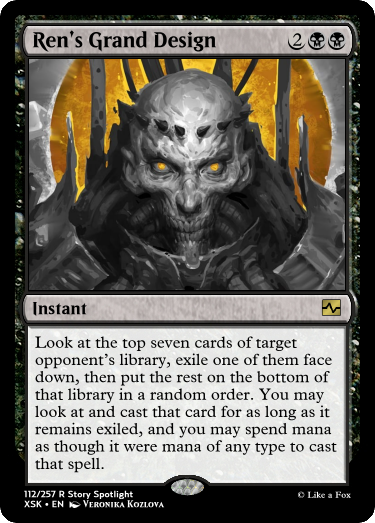 Ren's Grand Design 2
Instant
Look at the top seven cards of target
opponent's library, exile one of them face
down, then put the rest on the bottom of
that library in a random order. You may
look at and cast that card for as long as it
remains exiled, and you may spend mana
as though it were mana of any type to cast
that spell.
112/257 R Story Spotlight
XSK • EN Veronika Kozlova
© Like a Fox